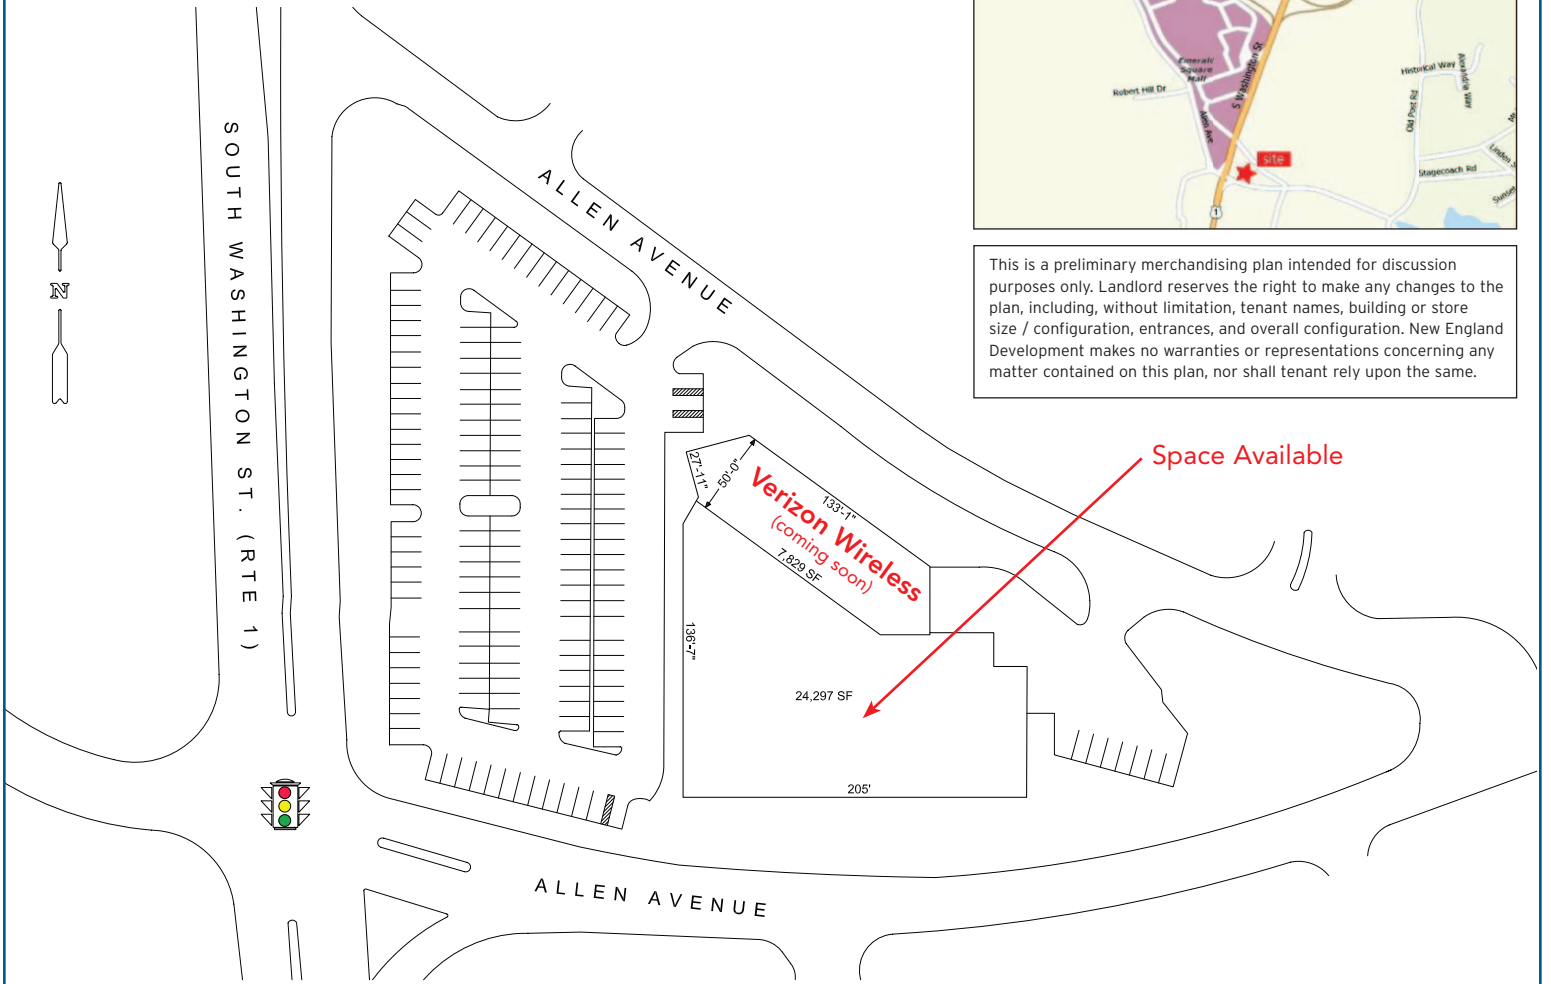 SOUTH WASHINGTON ST. (RTE 1)
N
ALLEN AVENUE
Emerald
Square
Mall
Robert Hill Dr
Allen Ave
S Washington St
Historical Way
Alexandria Way
Old Post Rd
Linden
Stagecoach Rd
Sunset
site
1
This is a preliminary merchandising plan intended for discussion
purposes only. Landlord reserves the right to make any changes to the
plan, including, without limitation, tenant names, building or store
size / configuration, entrances, and overall configuration. New England
Development makes no warranties or representations concerning any
matter contained on this plan, nor shall tenant rely upon the same.
Space Available
27'-11"
50'-0"
133'-1"
Verizon Wireless
(coming soon)
7,829 SF
136'-7"
24,297 SF
205'
ALLEN AVENUE